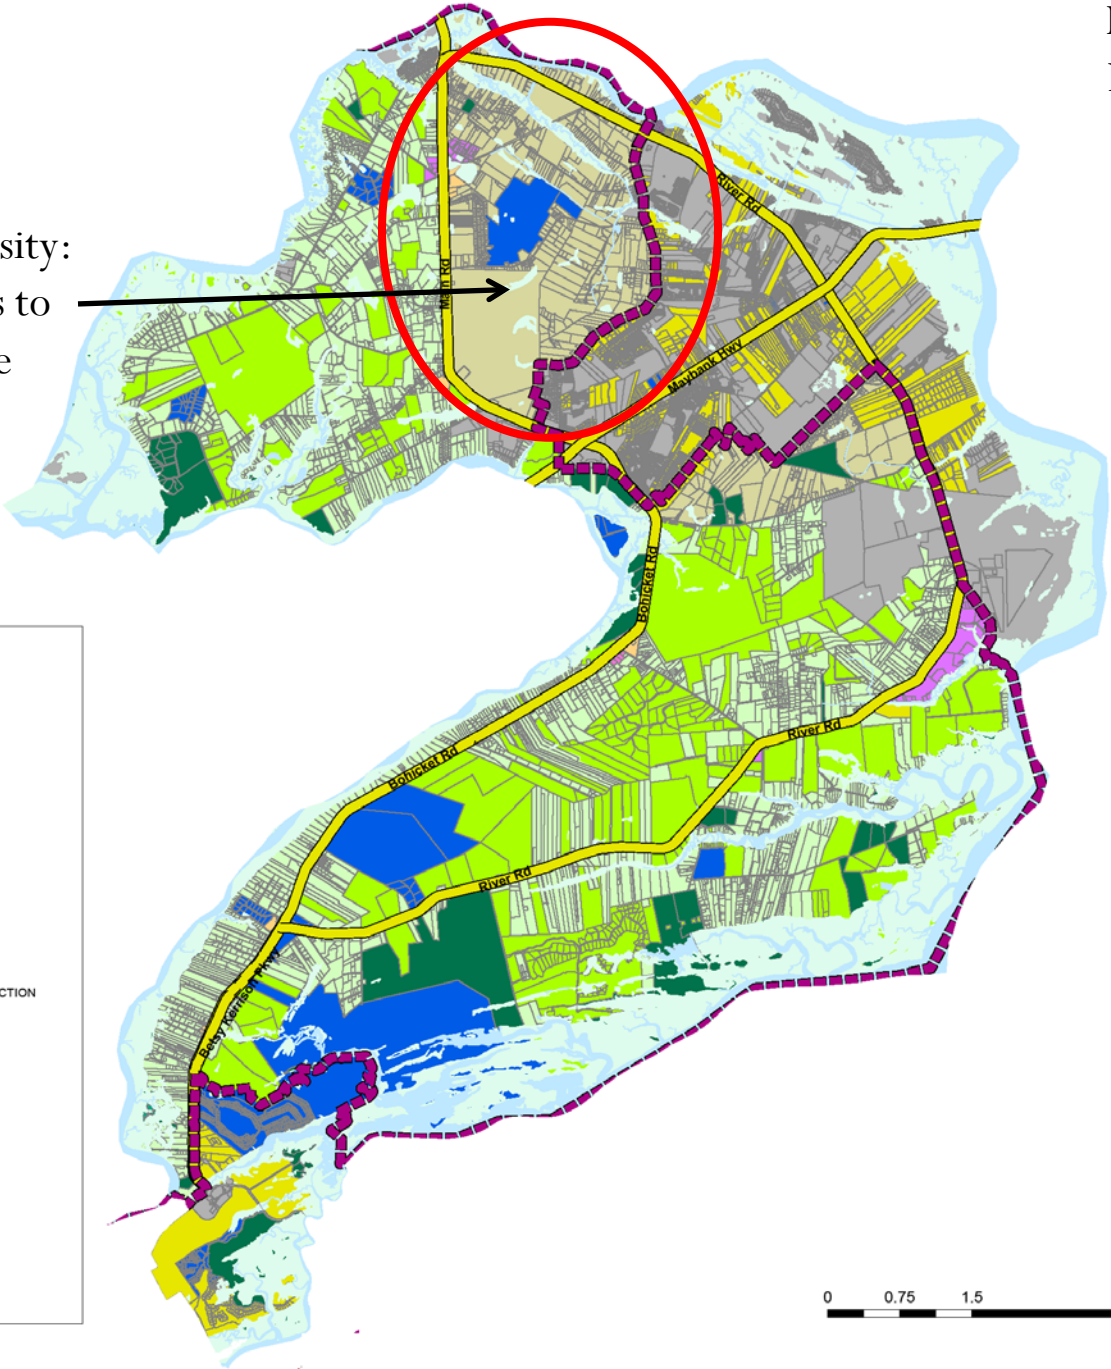 sity:
s to
e
River Rd
Main Rd
Maybank Hwy
Bohicket Rd
River Rd
Bohicket Rd
River Rd
CTION
Betsy Kerrison Pkwy
0 0.75 1.5